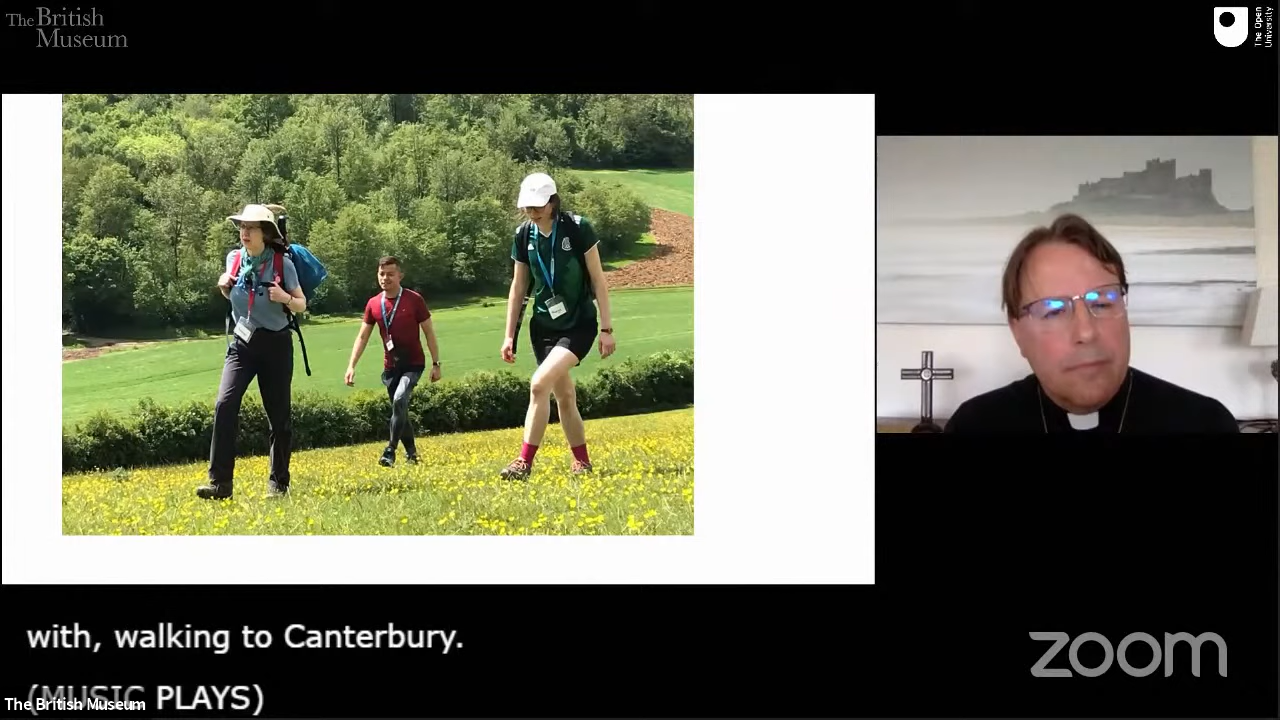 The British
Museum
The Open
University
with, walking to Canterbury.
(MUSIC PLAYS)
The British Museum
zoom